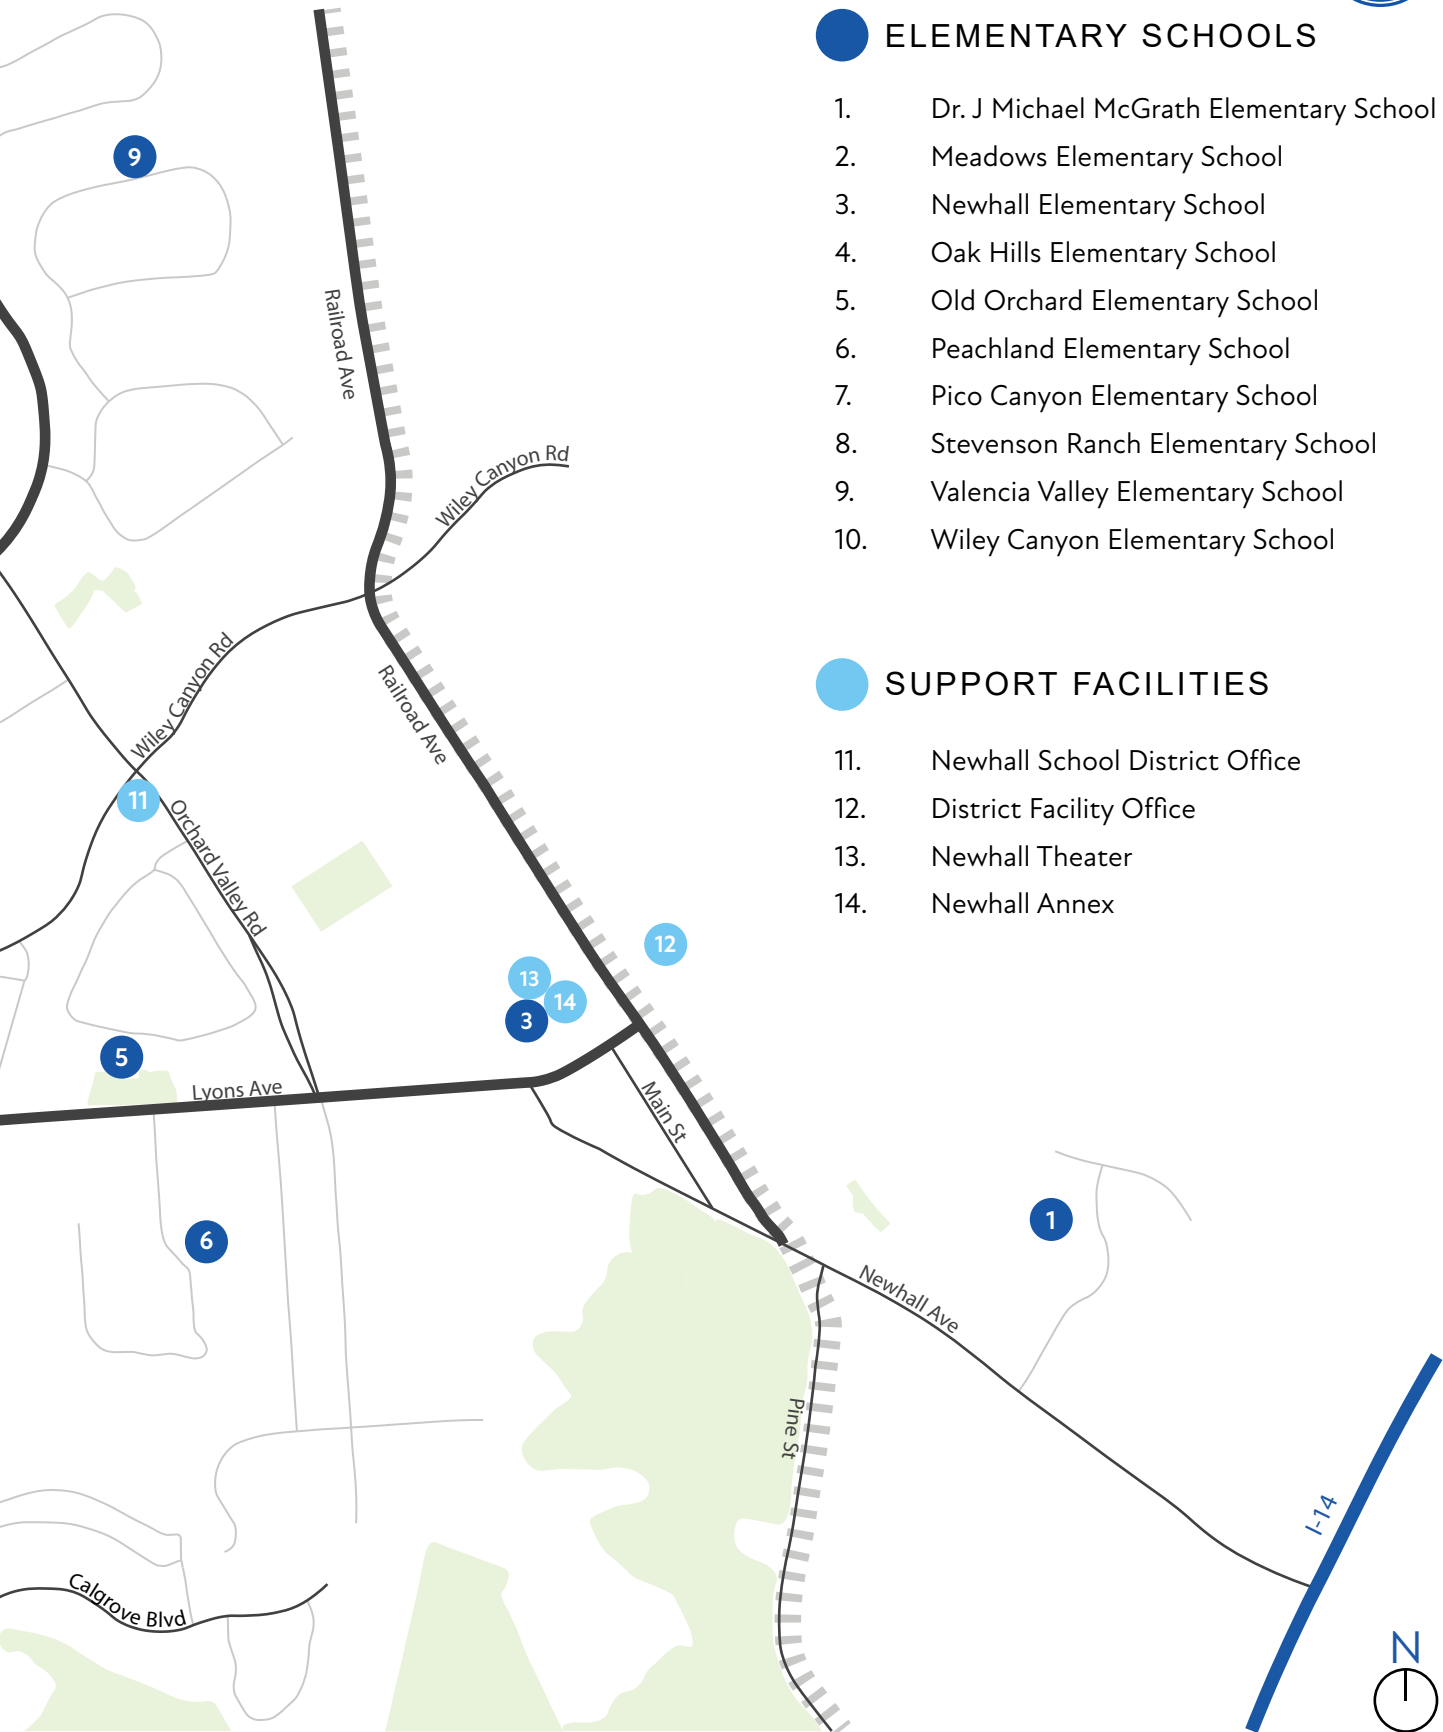 ELEMENTARY SCHOOLS
1. Dr. J Michael McGrath Elementary School
2. Meadows Elementary School
3. Newhall Elementary School
4. Oak Hills Elementary School
5. Old Orchard Elementary School
6. Peachland Elementary School
7. Pico Canyon Elementary School
8. Stevenson Ranch Elementary School
9. Valencia Valley Elementary School
10. Wiley Canyon Elementary School
SUPPORT FACILITIES
11. Newhall School District Office
12. District Facility Office
13. Newhall Theater
14. Newhall Annex
9
Railroad Ave
Wiley Canyon Rd
Wiley Canyon Rd
Railroad Ave
11
Orchard Valley Rd
12
13
14
3
5
Lyons Ave
Main St
6
1
Newhall Ave
Pine St
I-14
Calgrove Blvd
N